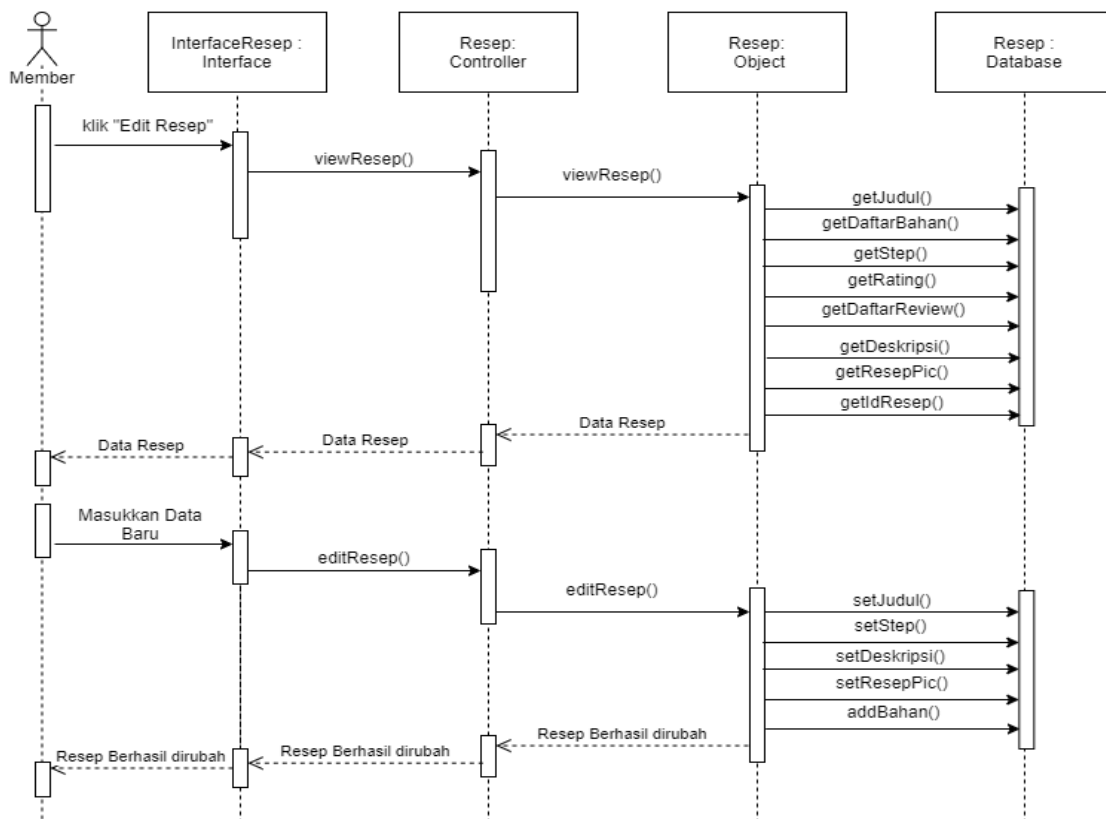 Member
InterfaceResep :
Interface
Resep:
Controller
Resep:
Object
Resep :
Database
klik "Edit Resep"
viewResep()
viewResep()
getJudul()
getDaftarBahan()
getStep()
getRating()
getDaftarReview()
getDeskripsi()
getResepPic()
getIdResep()
Data Resep
Data Resep
Data Resep
Masukkan Data
Baru
editResep()
editResep()
setJudul()
setStep()
setDeskripsi()
setResepPic()
addBahan()
Resep Berhasil dirubah
Resep Berhasil dirubah
Resep Berhasil dirubah